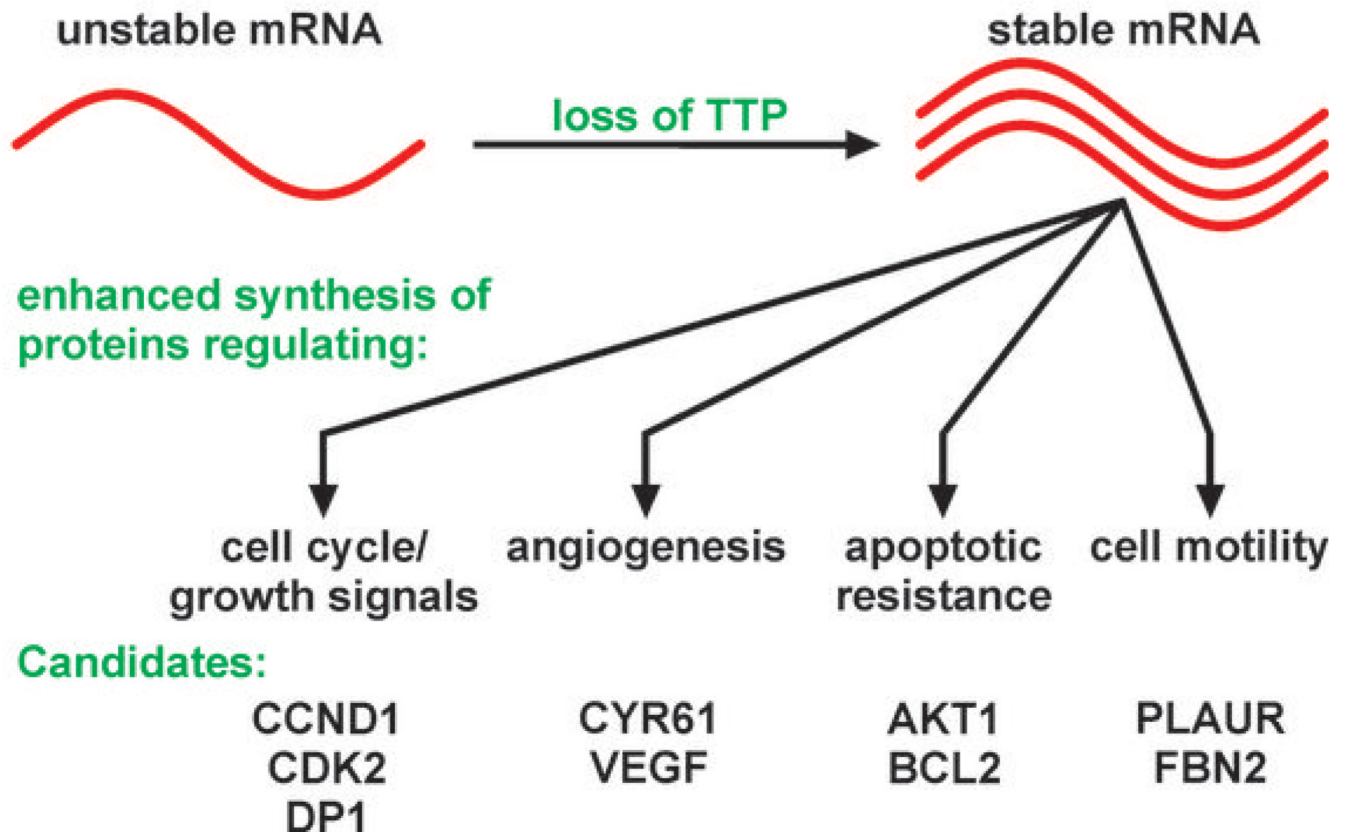 unstable mRNA
stable mRNA
loss of TTP
enhanced synthesis of
proteins regulating:
cell cycle/
growth signals
angiogenesis
apoptotic
resistance
cell motility
Candidates:
CCND1
CDK2
DP1
CYR61
VEGF
AKT1
BCL2
PLAUR
FBN2